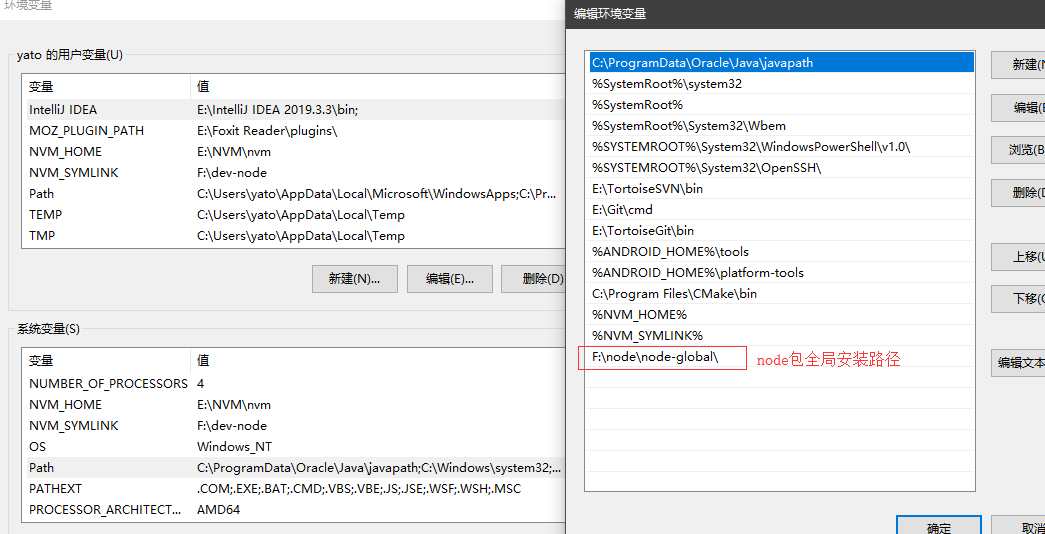 环境变量
yato 的用户变量(U)
变量 值
IntelliJ IDEA E:\IntelliJ IDEA 2019.3.3\bin;
MOZ_PLUGIN_PATH E:\Foxit Reader\plugins\
NVM_HOME E:\NVM\nvm
NVM_SYMLINK F:\dev-node
Path C:\Users\yato\AppData\Local\Microsoft\WindowsApps;C:\Pr...
TEMP C:\Users\yato\AppData\Local\Temp
TMP C:\Users\yato\AppData\Local\Temp
新建(N)... 编辑(E)... 删除(D)
系统变量(S)
变量 值
NUMBER_OF_PROCESSORS 4
NVM_HOME E:\NVM\nvm
NVM_SYMLINK F:\dev-node
OS Windows_NT
Path C:\ProgramData\Oracle\Java\javapath;C:\Windows\system32;...
PATHEXT .COM;.EXE;.BAT;.CMD;.VBS;.VBE;.JS;.JSE;.WSF;.WSH;.MSC
PROCESSOR_ARCHITECT... AMD64
编辑环境变量
C:\ProgramData\Oracle\Java\javapath
%SystemRoot%\system32
%SystemRoot%
%SystemRoot%\System32\Wbem
%SYSTEMROOT%\System32\WindowsPowerShell\v1.0\
%SYSTEMROOT%\System32\OpenSSH\
E:\TortoiseSVN\bin
E:\Git\cmd
E:\TortoiseGit\bin
%ANDROID_HOME%\tools
%ANDROID_HOME%\platform-tools
C:\Program Files\CMake\bin
%NVM_HOME%
%NVM_SYMLINK%
F:\node\node-global\ node包全局安装路径
新建(N
编辑(E
浏览(B
删除(D
上移(U
下移(O
编辑文本
确定 取消